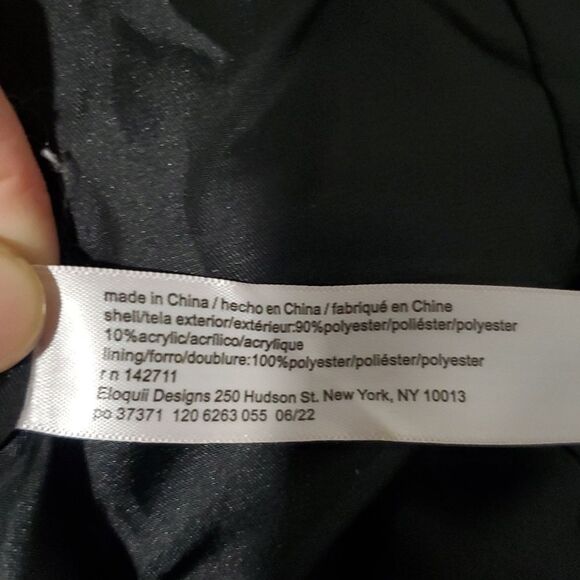 made in China / hecho en China / fabriqué en Chine
shell/tela exterior/extérieur:90%polyester/poliéster/polyester
10%acrylic/acrílico/acrylique
lining/forro/doublure:100%polyester/poliéster/polyester
r n 142711
Eloquii Designs 250 Hudson St. New York, NY 10013
po 37371 120 6263 055 06/22